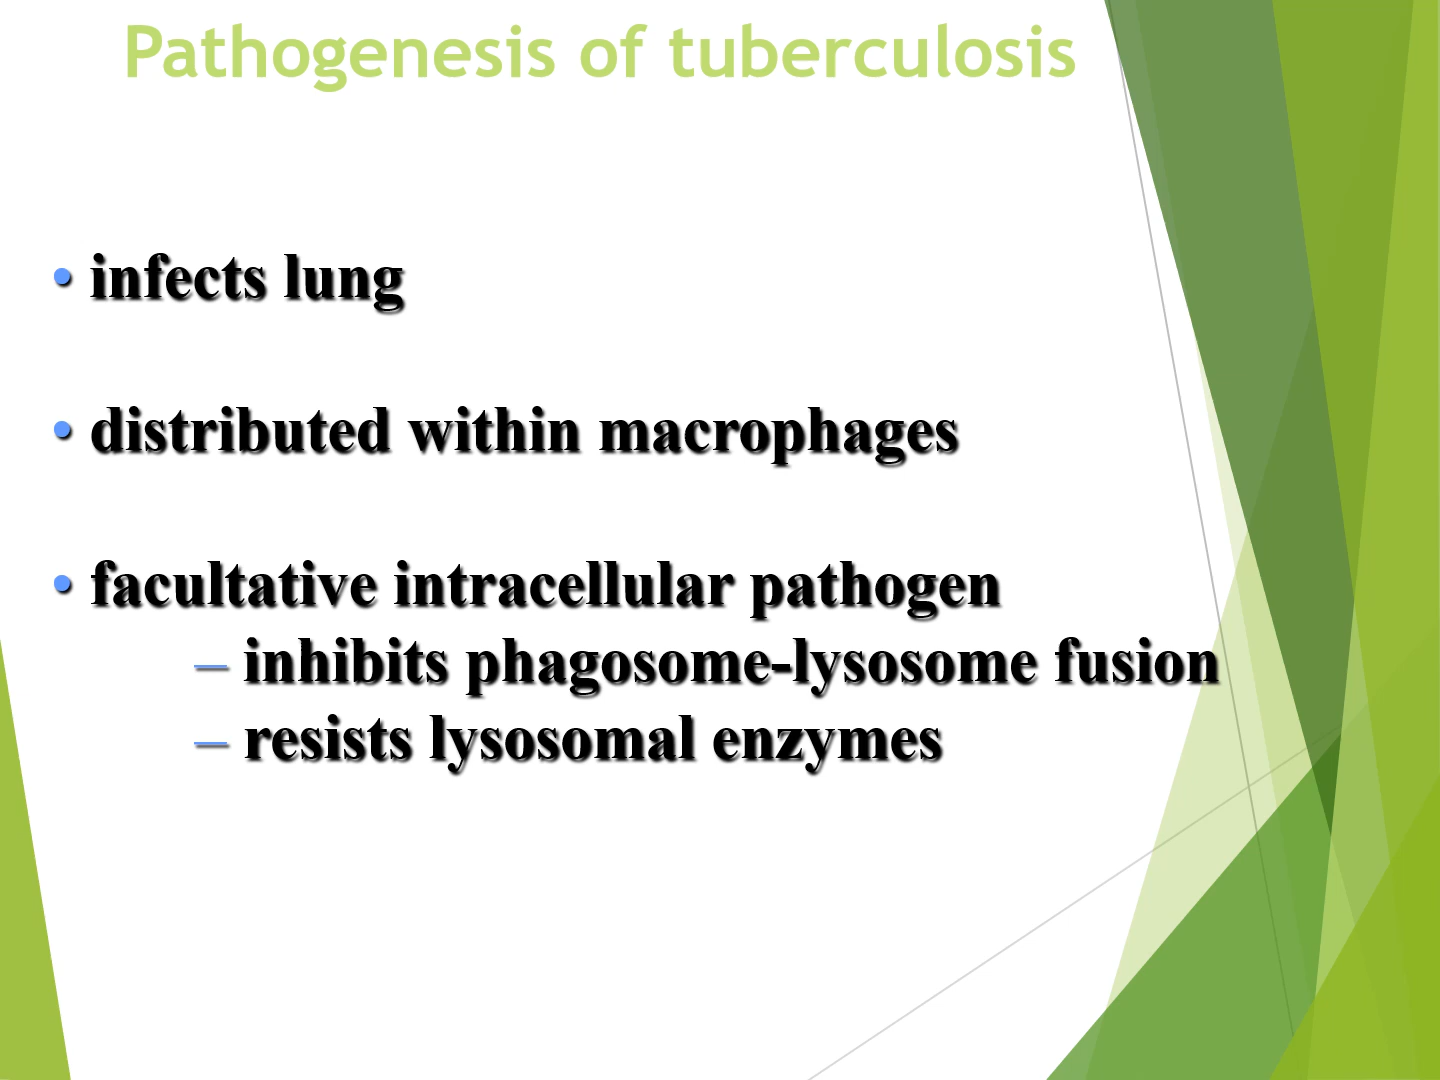 Pathogenesis of tuberculosis
• infects lung
• distributed within macrophages
• facultative intracellular pathogen
– inhibits phagosome-lysosome fusion
– resists lysosomal enzymes